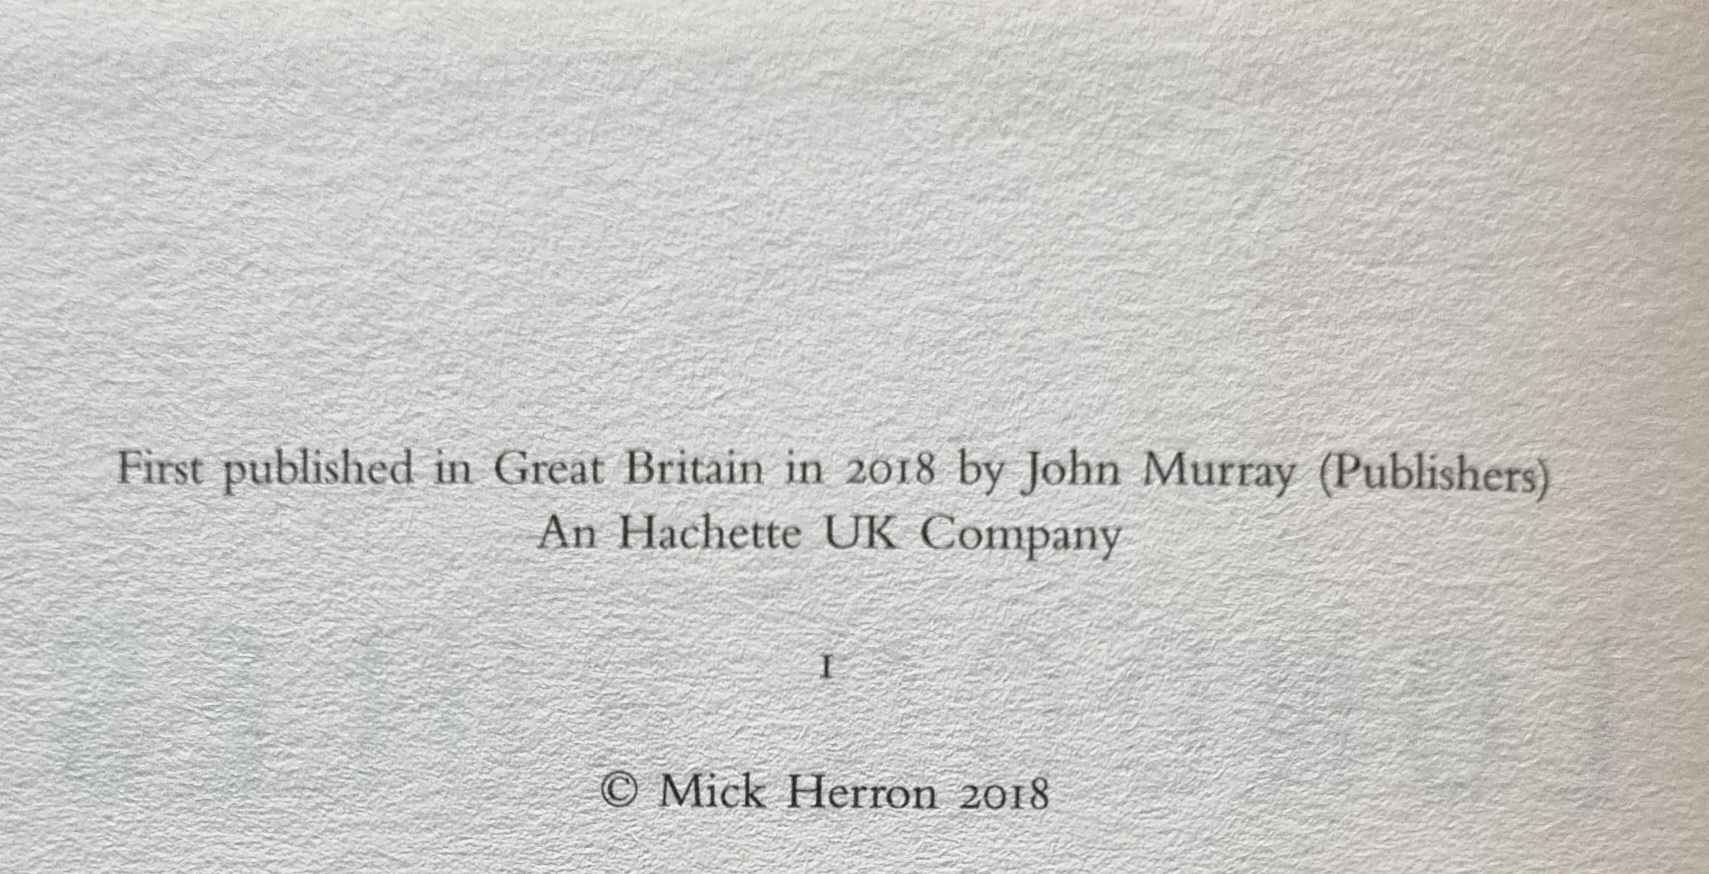 First published in Great Britain in 2018 by John Murray (Publishers)
An Hachette UK Company
1
© Mick Herron 2018